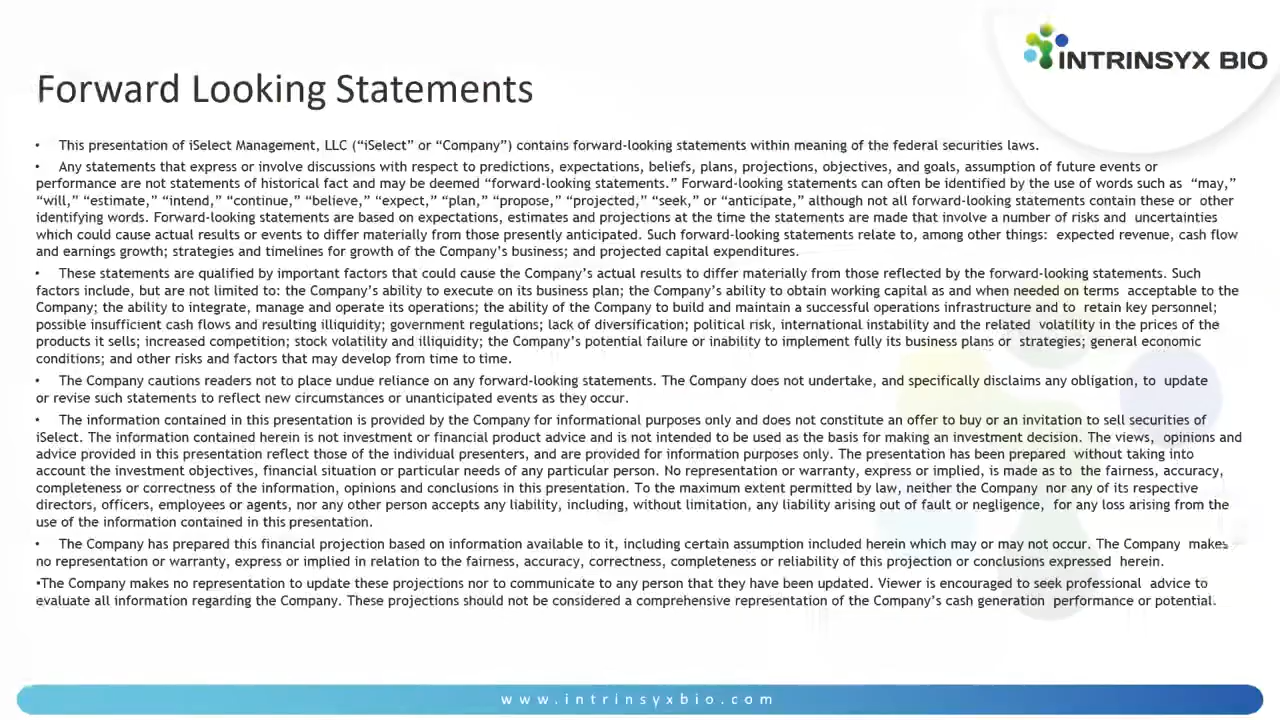 INTRINSYX BIO
Forward Looking Statements
• This presentation of iSelect Management, LLC (“iSelect” or “Company”) contains forward-looking statements within meaning of the federal securities laws.
• Any statements that express or involve discussions with respect to predictions, expectations, beliefs, plans, projections, objectives, and goals, assumption of future events or
performance are not statements of historical fact and may be deemed “forward-looking statements.” Forward-looking statements can often be identified by the use of words such as “may,”
“will,” “estimate,” “intend,” “continue,” “believe,” “expect,” “plan,” “propose,” “projected,” “seek,” or “anticipate,” although not all forward-looking statements contain these or other
identifying words. Forward-looking statements are based on expectations, estimates and projections at the time the statements are made that involve a number of risks and uncertainties
which could cause actual results or events to differ materially from those presently anticipated. Such forward-looking statements relate to, among other things: expected revenue, cash flow
and earnings growth; strategies and timelines for growth of the Company’s business; and projected capital expenditures.
• These statements are qualified by important factors that could cause the Company’s actual results to differ materially from those reflected by the forward-looking statements. Such
factors include, but are not limited to: the Company’s ability to execute on its business plan; the Company’s ability to obtain working capital as and when needed on terms acceptable to the
Company; the ability to integrate, manage and operate its operations; the ability of the Company to build and maintain a successful operations infrastructure and to retain key personnel;
possible insufficient cash flows and resulting illiquidity; government regulations; lack of diversification; political risk, international instability and the related volatility in the prices of the
products it sells; increased competition; stock volatility and illiquidity; the Company’s potential failure or inability to implement fully its business plans or strategies; general economic
conditions; and other risks and factors that may develop from time to time.
• The Company cautions readers not to place undue reliance on any forward-looking statements. The Company does not undertake, and specifically disclaims any obligation, to update
or revise such statements to reflect new circumstances or unanticipated events as they occur.
• The information contained in this presentation is provided by the Company for informational purposes only and does not constitute an offer to buy or an invitation to sell securities of
iSelect. The information contained herein is not investment or financial product advice and is not intended to be used as the basis for making an investment decision. The views, opinions and
advice provided in this presentation reflect those of the individual presenters, and are provided for information purposes only. The presentation has been prepared without taking into
account the investment objectives, financial situation or particular needs of any particular person. No representation or warranty, express or implied, is made as to the fairness, accuracy,
completeness or correctness of the information, opinions and conclusions in this presentation. To the maximum extent permitted by law, neither the Company nor any of its respective
directors, officers, employees or agents, nor any other person accepts any liability, including, without limitation, any liability arising out of fault or negligence, for any loss arising from the
use of the information contained in this presentation.
• The Company has prepared this financial projection based on information available to it, including certain assumption included herein which may or may not occur. The Company makes
no representation or warranty, express or implied in relation to the fairness, accuracy, correctness, completeness or reliability of this projection or conclusions expressed herein.
•The Company makes no representation to update these projections nor to communicate to any person that they have been updated. Viewer is encouraged to seek professional advice to
evaluate all information regarding the Company. These projections should not be considered a comprehensive representation of the Company’s cash generation performance or potential.
www.intrinsyxbio.com